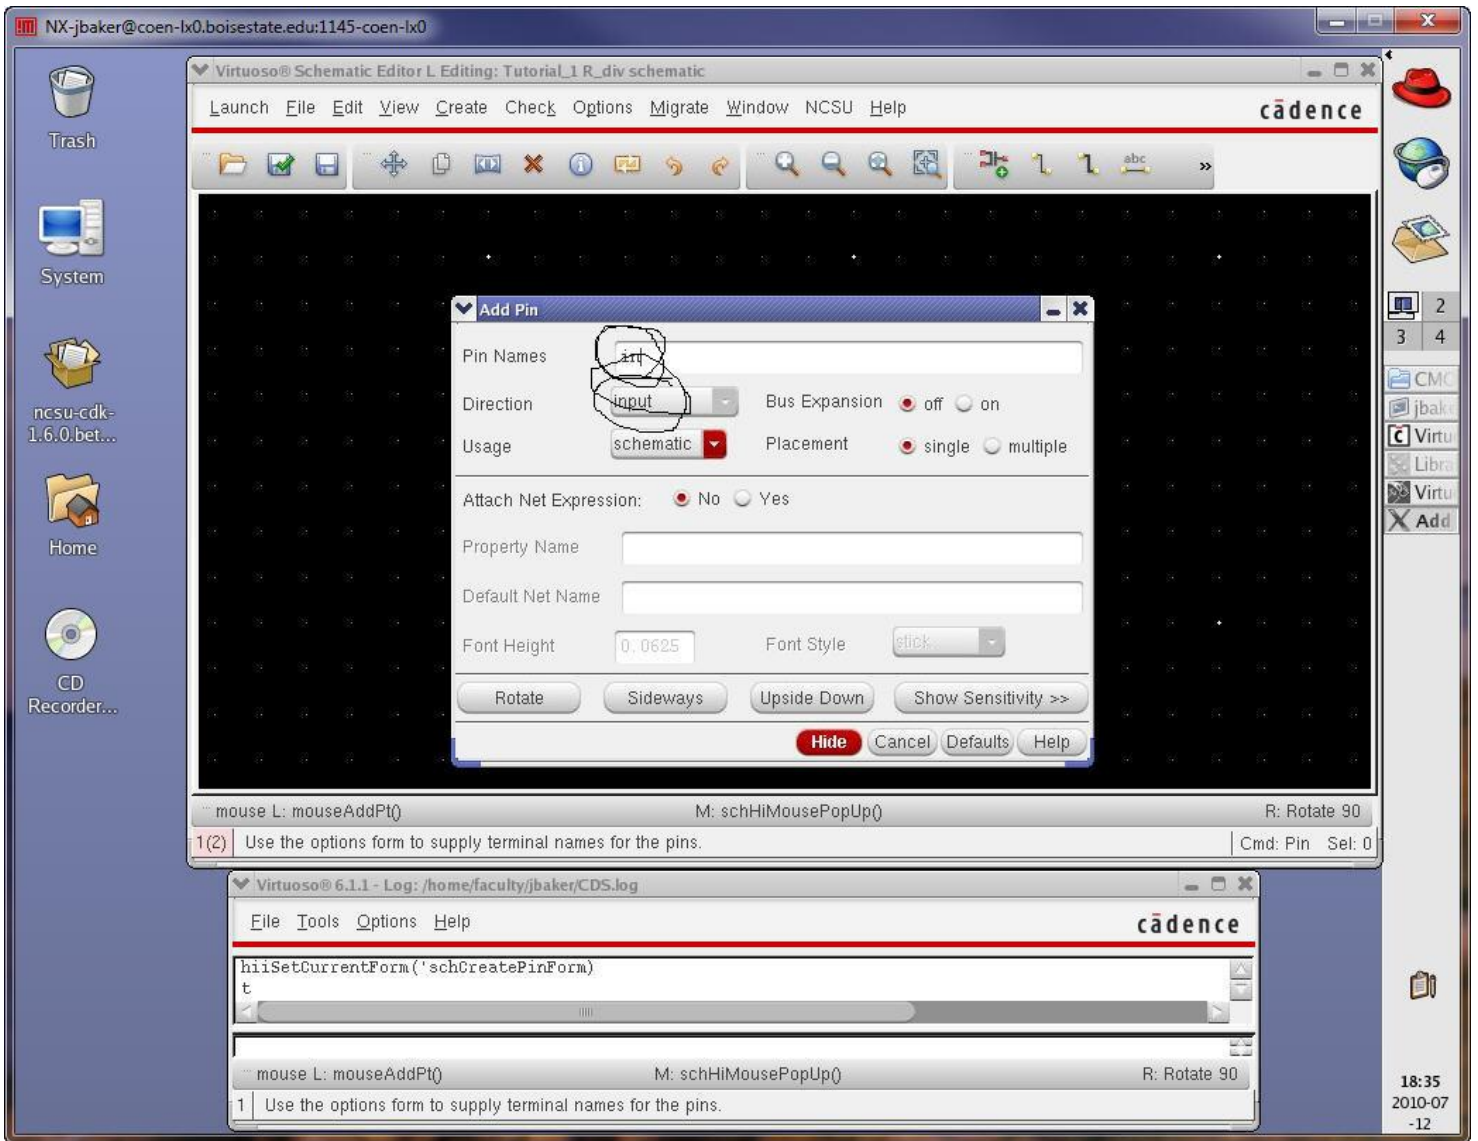 NX-jbaker@coen-lx0.boisestate.edu:1145-coen-lx0
Trash
System
ncsu-cdk-
1.6.0.bet...
Home
CD
Recorder...
Virtuoso® Schematic Editor L Editing: Tutorial_1 R_div schematic
Launch File Edit View Create Check Options Migrate Window NCSU Help
cādence
abc
»
Add Pin
Pin Names in
Direction input Bus Expansion off on
Usage schematic Placement single multiple
Attach Net Expression: No Yes
Property Name
Default Net Name
Font Height 0.0625 Font Style stick
Rotate Sideways Upside Down Show Sensitivity >>
Hide Cancel Defaults Help
mouse L: mouseAddPt() M: schHiMousePopUp() R: Rotate 90
1(2) Use the options form to supply terminal names for the pins. Cmd: Pin Sel: 0
Virtuoso® 6.1.1 - Log: /home/faculty/jbaker/CDS.log
File Tools Options Help
cādence
hiiSetCurrentForm('schCreatePinForm)
t
mouse L: mouseAddPt() M: schHiMousePopUp() R: Rotate 90
1 Use the options form to supply terminal names for the pins.
2
3 4
CMC
jbake
Virtu
Libra
Virtu
Add
18:35
2010-07
-12